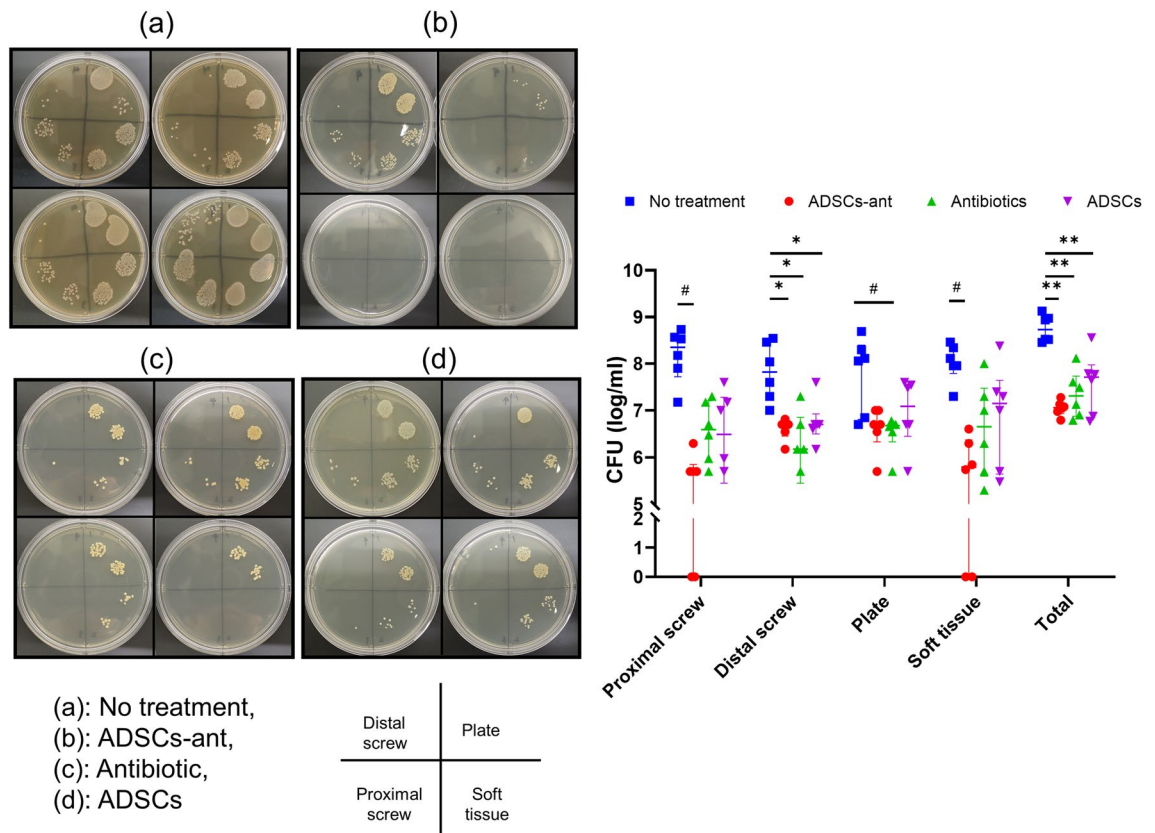 (a)
(b)
(c)
(d)
(a): No treatment,
(b): ADSCs-ant,
(c): Antibiotic,
(d): ADSCs
Distal
screw
Plate
Proximal
screw
Soft
tissue
No treatment ADSCs-ant Antibiotics ADSCs
CFU (log/ml)
10
9
8
7
6
5
2
1
0
#
*
*
*
#
#
**
**
**
Proximal screw
Distal screw
Plate
Soft tissue
Total